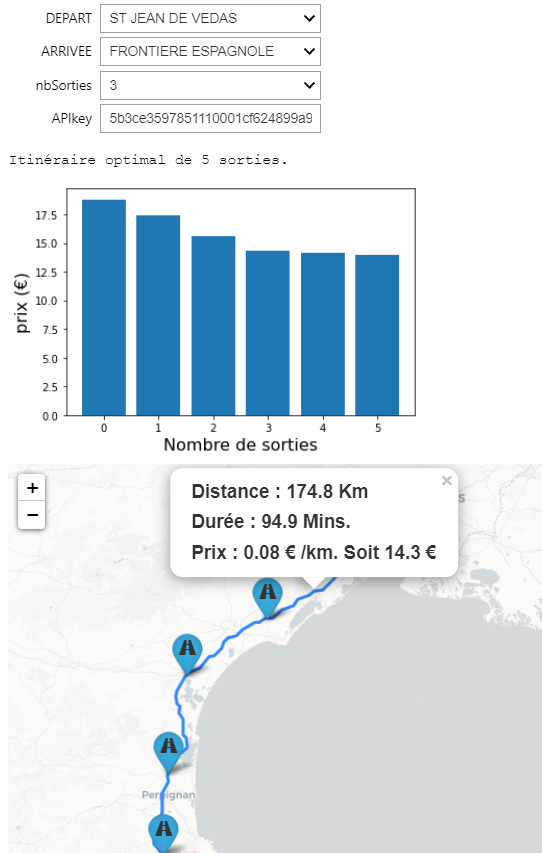 DEPART ST JEAN DE VEDAS
ARRIVEE FRONTIERE ESPAGNOLE
nbSorties 3
APIkey 5b3ce3597851110001cf624899a9
Itinéraire optimal de 5 sorties.
17.5
15.0
12.5
10.0
7.5
5.0
2.5
0.0
prix (€)
0 1 2 3 4 5
Nombre de sorties
+
−
×
Distance : 174.8 Km
Durée : 94.9 Mins.
Prix : 0.08 € /km. Soit 14.3 €
Perpignan